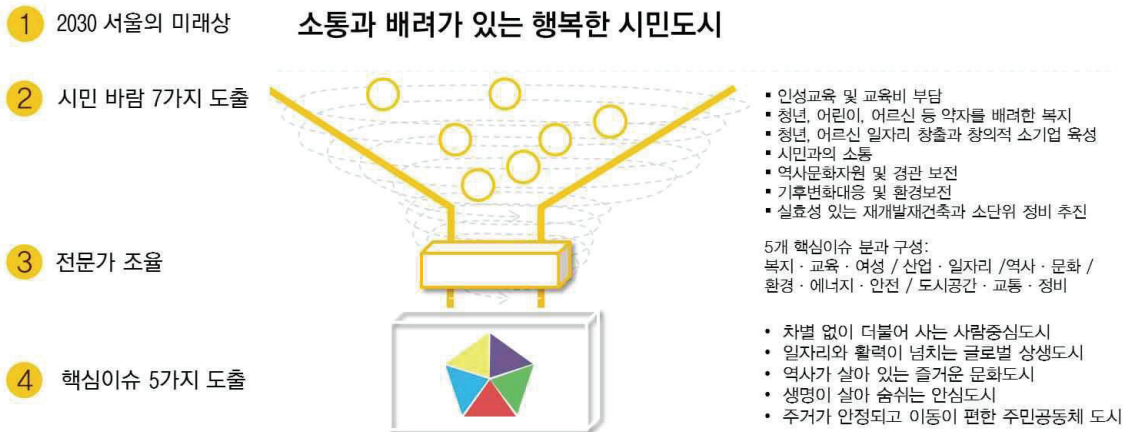 1 2030 서울의 미래상 소통과 배려가 있는 행복한 시민도시
2 시민 바람 7가지 도출
▪ 인성교육 및 교육비 부담
▪ 청년, 어린이, 어르신 등 약자를 배려한 복지
▪ 청년, 어르신 일자리 창출과 창의적 소기업 육성
▪ 시민과의 소통
▪ 역사문화자원 및 경관 보전
▪ 기후변화대응 및 환경보전
▪ 실효성 있는 재개발재건축과 소단위 정비 추진
3 전문가 조율
5개 핵심이슈 분과 구성:
복지 · 교육 · 여성 / 산업 · 일자리 /역사 · 문화 /
환경 · 에너지 · 안전 / 도시공간 · 교통 · 정비
4 핵심이슈 5가지 도출
• 차별 없이 더불어 사는 사람중심도시
• 일자리와 활력이 넘치는 글로벌 상생도시
• 역사가 살아 있는 즐거운 문화도시
• 생명이 살아 숨쉬는 안심도시
• 주거가 안정되고 이동이 편한 주민공동체 도시